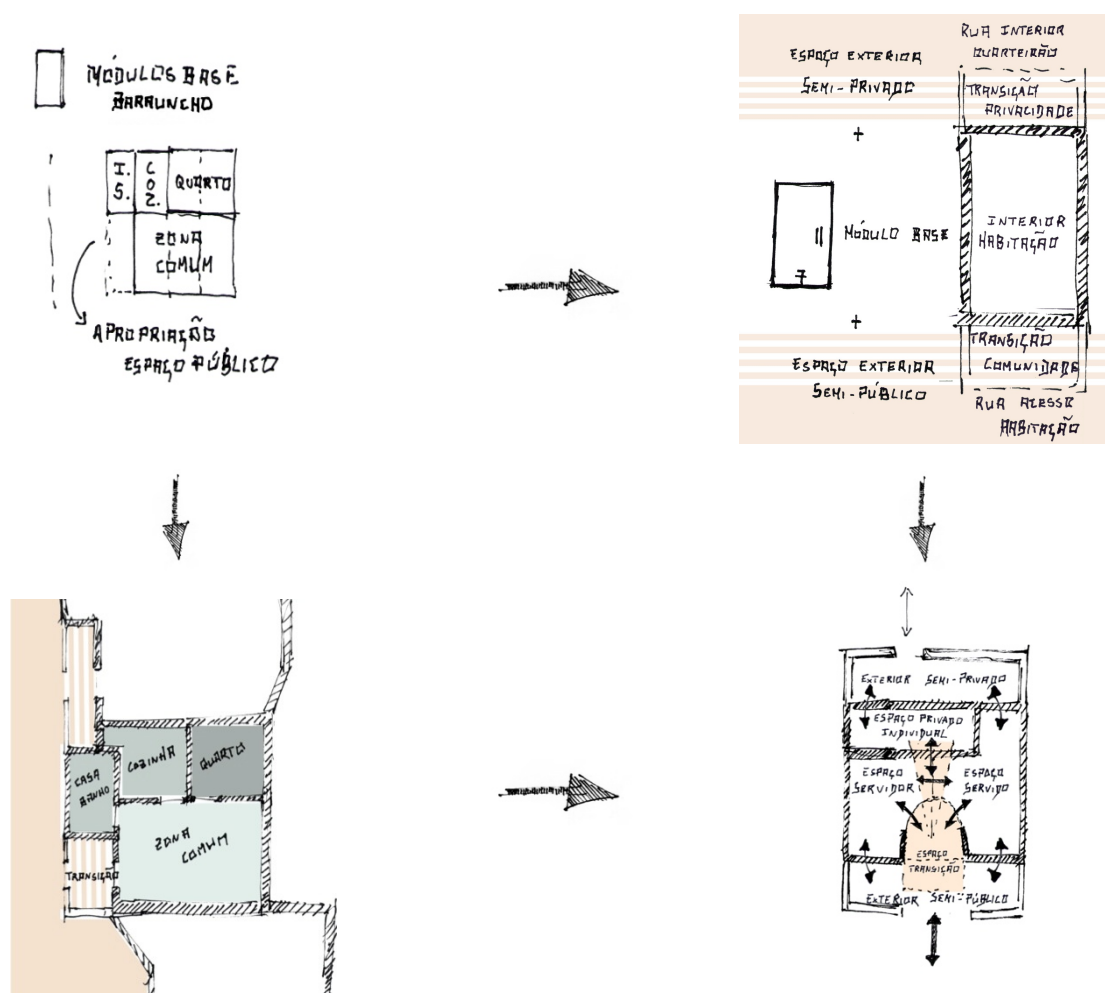 MÓDULOS BASE
BARRUNCHO
I.S.
COZ.
QUARTO
ZONA
COMUM
APROPRIAÇÃO
ESPAÇO PÚBLICO
ESPAÇO EXTERIOR
SEMI-PRIVADO
+
MÓDULO BASE
+
ESPAÇO EXTERIOR
SEMI-PÚBLICO
RUA INTERIOR
QUARTEIRÃO
TRANSIÇÃO
PRIVACIDADE
INTERIOR
HABITAÇÃO
TRANSIÇÃO
COMUNIDADE
RUA ACESSO
HABITAÇÃO
COZINHA
QUARTO
CASA
BANHO
ZONA
COMUM
TRANSIÇÃO
EXTERIOR SEMI-PRIVADO
ESPAÇO PRIVADO
INDIVIDUAL
ESPAÇO
SERVIDOR
ESPAÇO
SERVIDO
ESPAÇO
TRANSIÇÃO
EXTERIOR SEMI-PÚBLICO